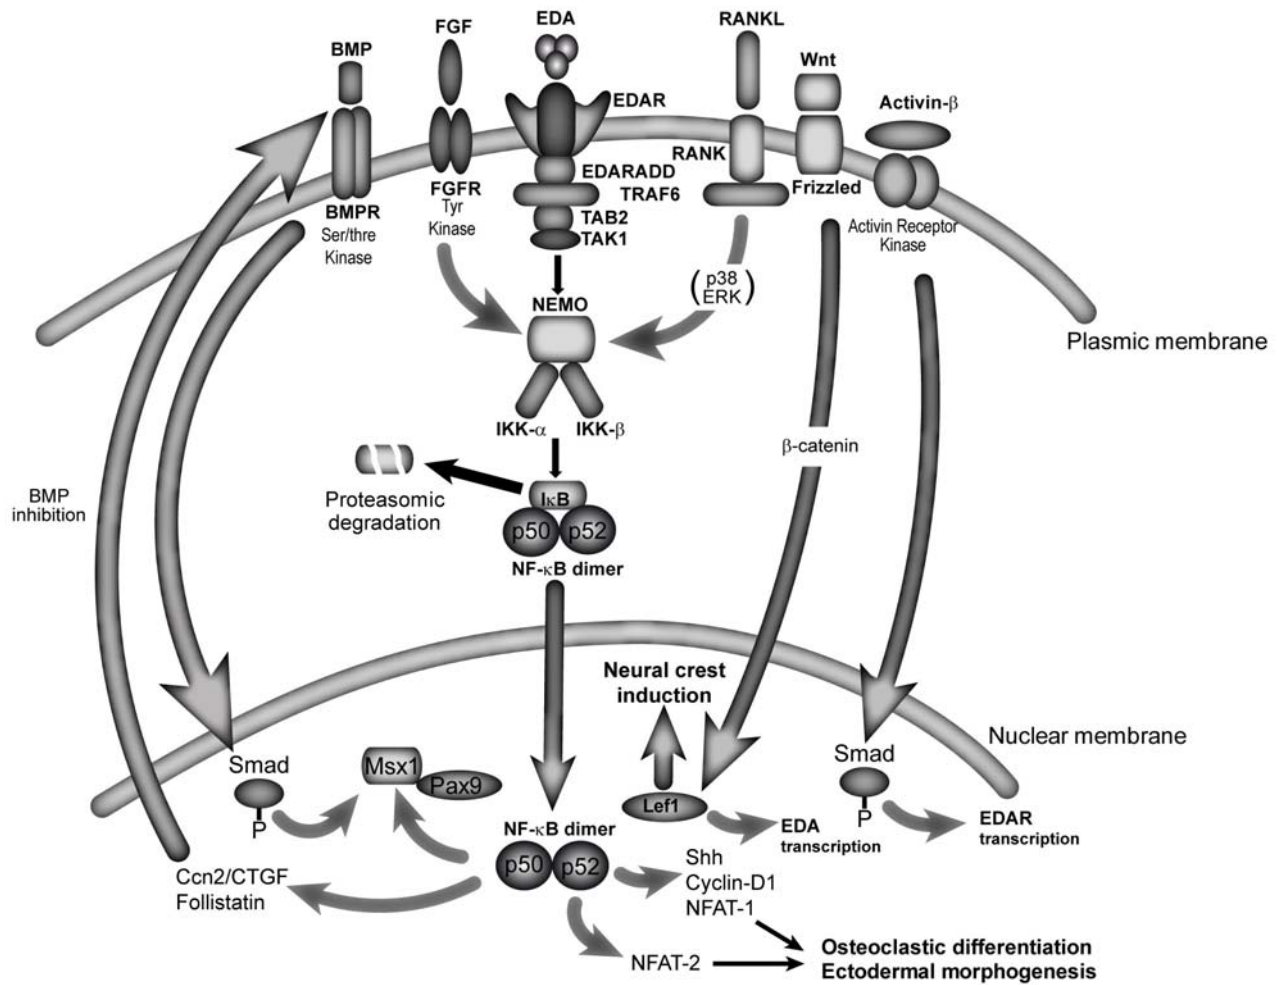 BMP
FGF
EDA
RANKL
Wnt
Activin-β
EDAR
RANK
EDARADD
TRAF6
TAB2
TAK1
Frizzled
BMPR
Ser/thre
Kinase
FGFR
Tyr
Kinase
Activin Receptor
Kinase
(p38
ERK)
NEMO
Plasmic membrane
IKK-α
IKK-β
β-catenin
Proteasomic
degradation
IκB
p50
p52
NF-κB dimer
BMP
inhibition
Neural crest
induction
Nuclear membrane
Smad
P
Msx1
Pax9
Lef1
EDA
transcription
Smad
P
EDAR
transcription
NF-κB dimer
p50
p52
Shh
Cyclin-D1
NFAT-1
Ccn2/CTGF
Follistatin
NFAT-2
Osteoclastic differentiation
Ectodermal morphogenesis